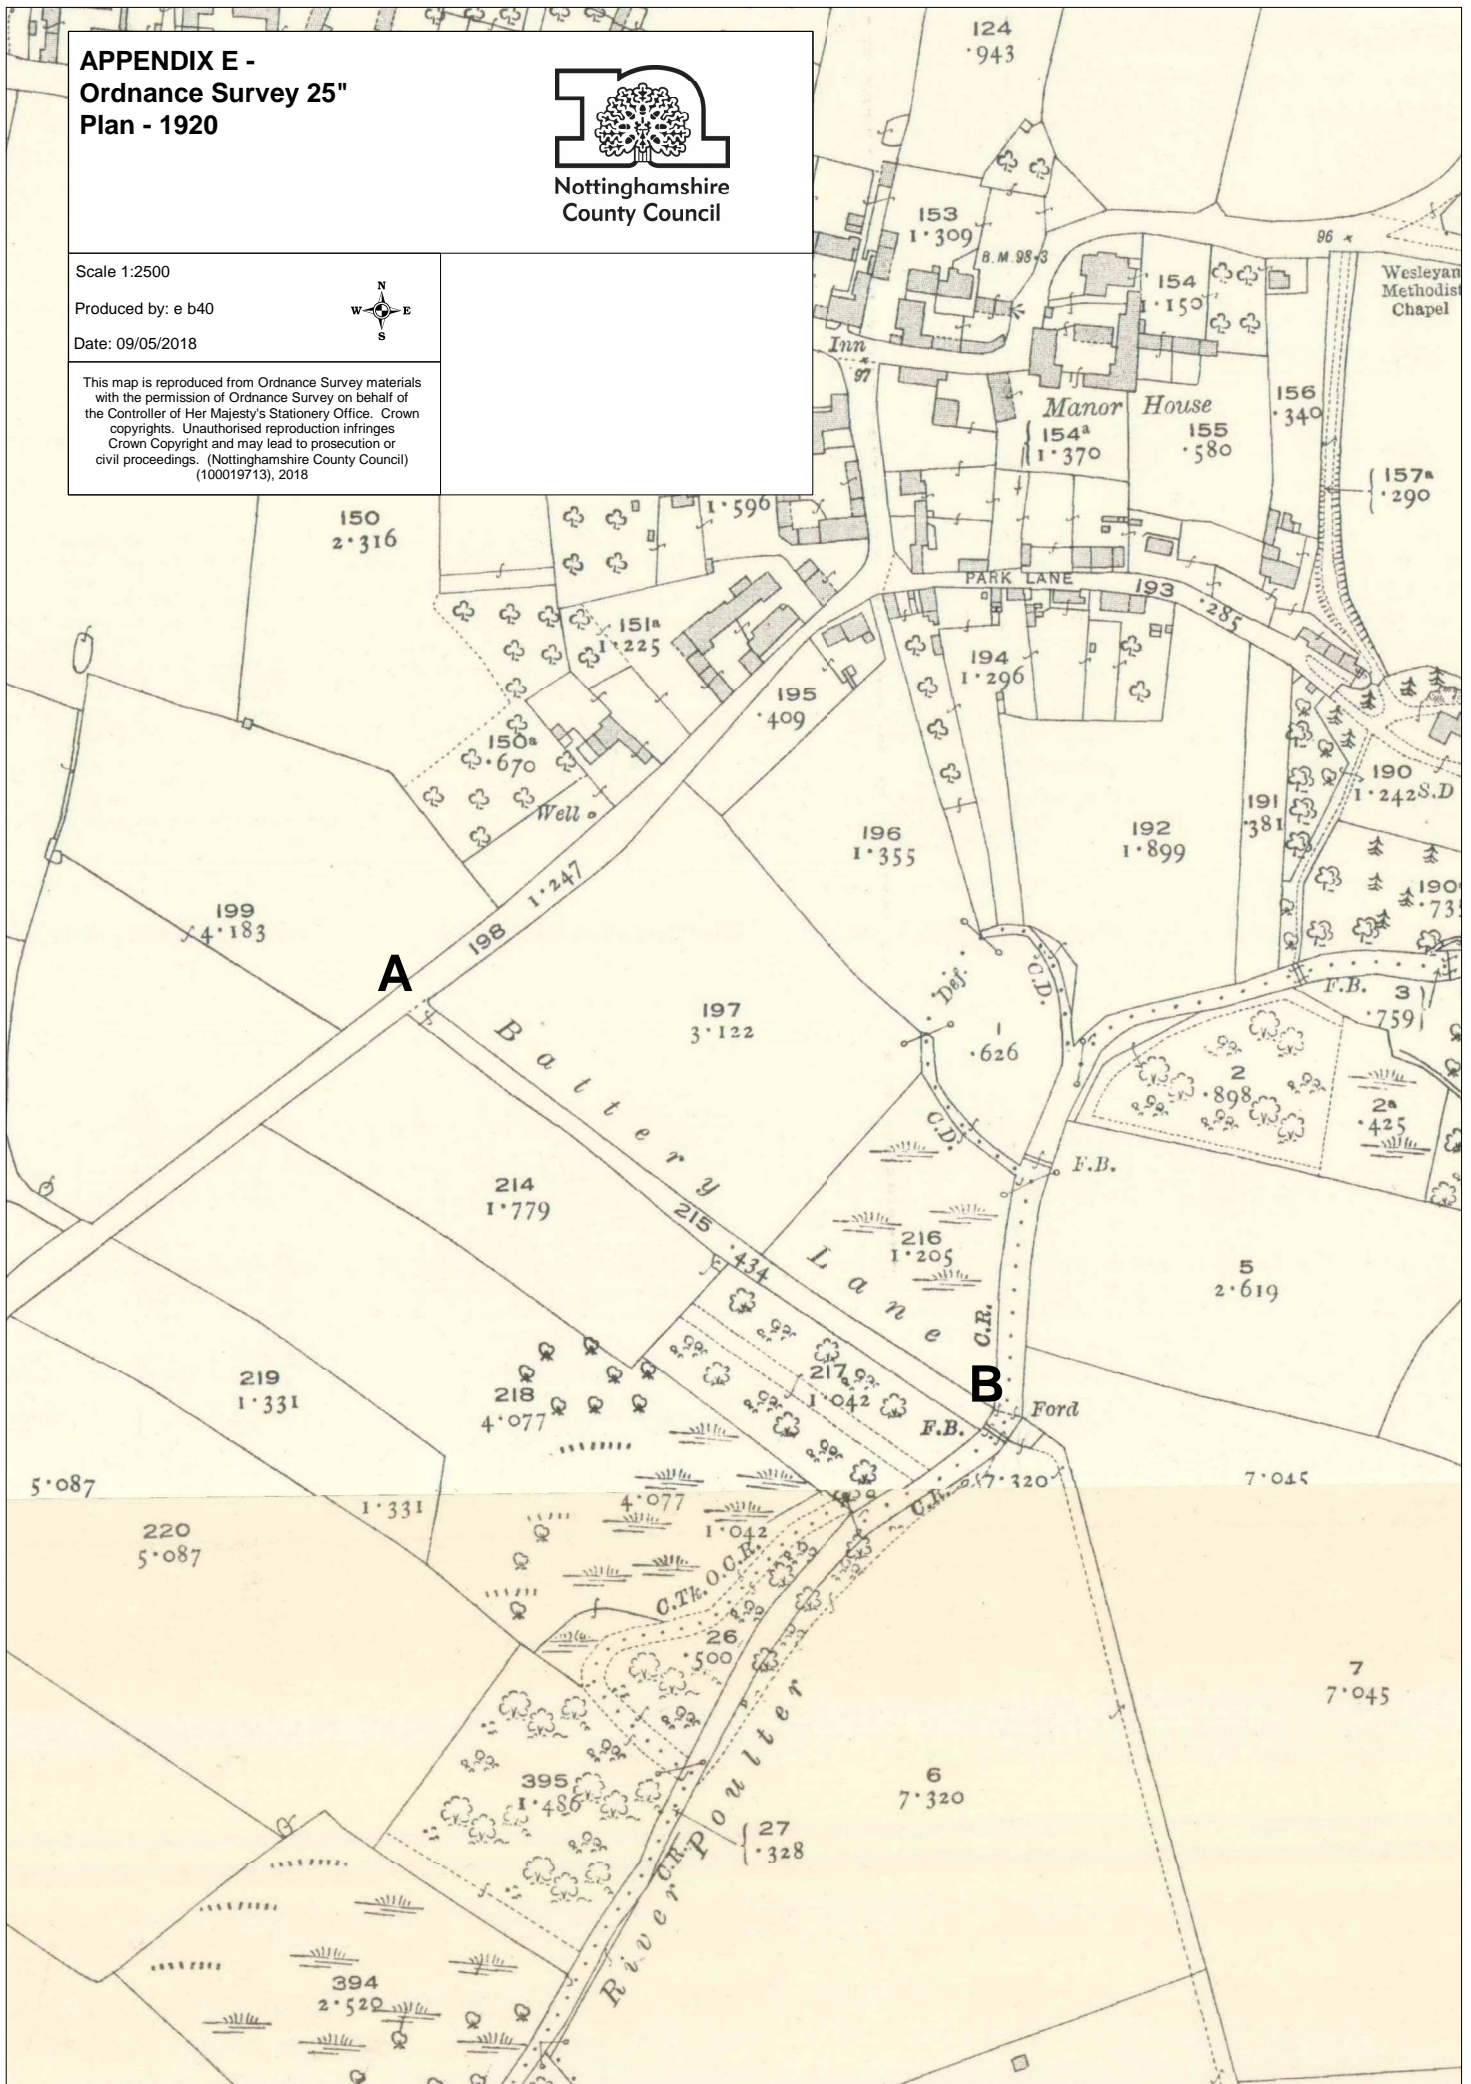 APPENDIX E -
Ordnance Survey 25"
Plan - 1920
Nottinghamshire
County Council
Scale 1:2500
Produced by: e b40
Date: 09/05/2018
N
W E
S
This map is reproduced from Ordnance Survey materials
with the permission of Ordnance Survey on behalf of
the Controller of Her Majesty's Stationery Office. Crown
copyrights. Unauthorised reproduction infringes
Crown Copyright and may lead to prosecution or
civil proceedings. (Nottinghamshire County Council)
(100019713), 2018
124
·943
153
1·309
B.M. 98·3
96
Wesleyan
Methodist
Chapel
154
1·150
Inn
97
Manor House
154a
1·370
155
·580
156
·340
157a
·290
150
2·316
1·596
PARK LANE
193
·285
151a
1·225
194
1·296
195
·409
150a
·670
Well
190
1·242
S.D
191
·381
192
1·899
196
1·355
1·247
198
199
4·183
190a
·735
A
Def.
C.D.
F.B.
3
·759
197
3·122
1
·626
2
·898
2a
·425
C.D.
F.B.
Battery Lane
214
1·779
215
·434
216
1·205
5
2·619
C.R.
219
1·331
218
4·077
217
1·042
B
Ford
F.B.
5·087
1·331
4·077
1·042
7·320
7·045
C.R.
220
5·087
C.Tk. O.C.R.
26
·500
7
7·045
395
1·486
6
7·320
27
·328
C.R.
River Poulter
394
2·520